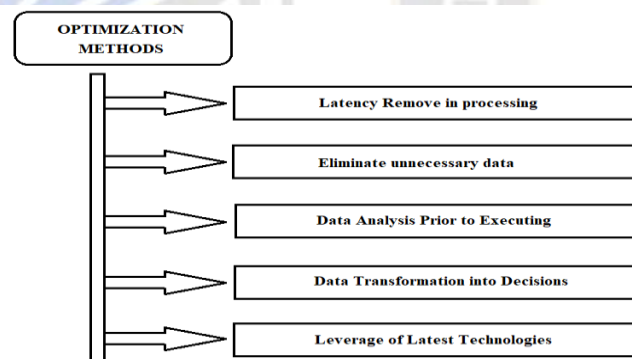 OPTIMIZATION
METHODS
Latency Remove in processing
Eliminate unnecessary data
Data Analysis Prior to Executing
Data Transformation into Decisions
Leverage of Latest Technologies